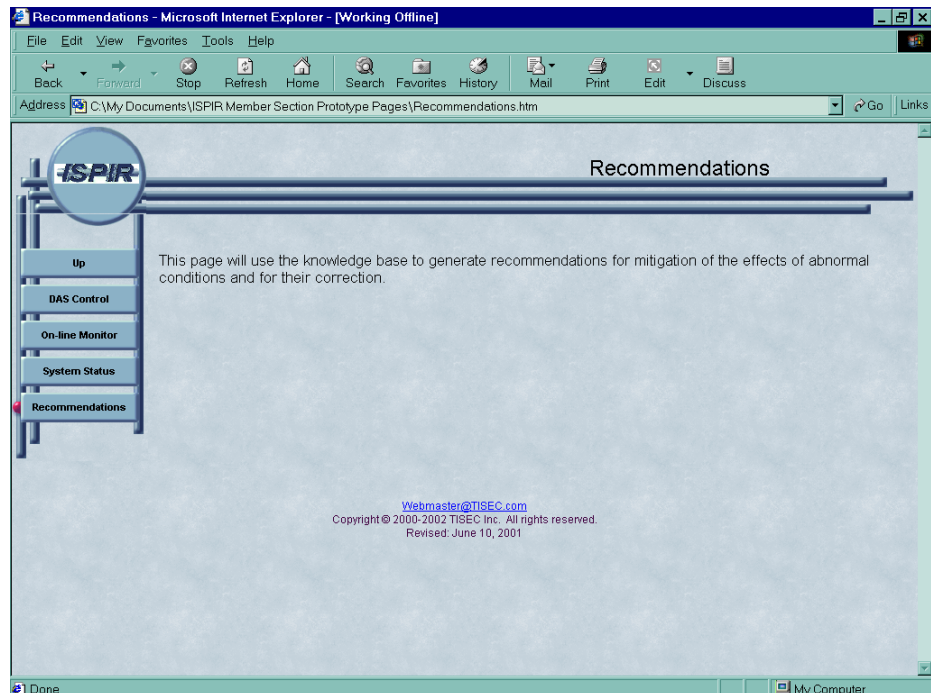 Recommendations - Microsoft Internet Explorer - [Working Offline]
File Edit View Favorites Tools Help
Back Forward Stop Refresh Home Search Favorites History Mail Print Edit Discuss
Address C:\My Documents\ISPIR Member Section Prototype Pages\Recommendations.htm Go Links
ISPIR
Recommendations
Up
DAS Control
On-line Monitor
System Status
Recommendations
This page will use the knowledge base to generate recommendations for mitigation of the effects of abnormal
conditions and for their correction.
Webmaster@TISEC.com
Copyright © 2000-2002 TISEC Inc. All rights reserved.
Revised: June 10, 2001
Done My Computer